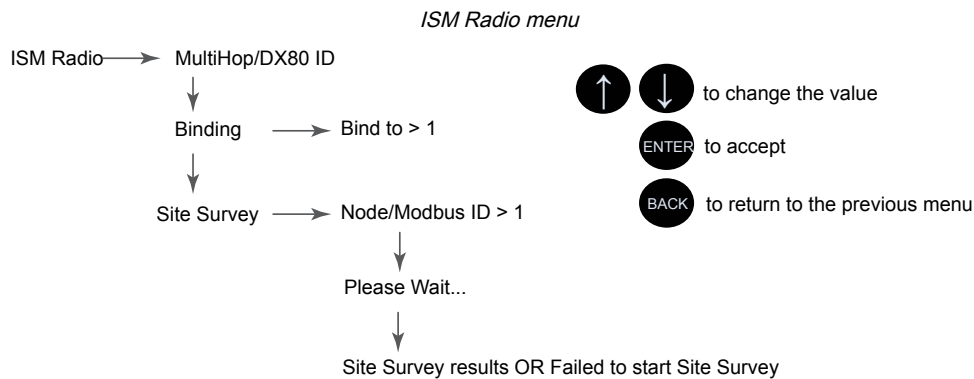 ISM Radio menu
ISM Radio
MultiHop/DX80 ID
Binding
Bind to > 1
Site Survey
Node/Modbus ID > 1
Please Wait...
Site Survey results OR Failed to start Site Survey
to change the value
ENTER to accept
BACK to return to the previous menu